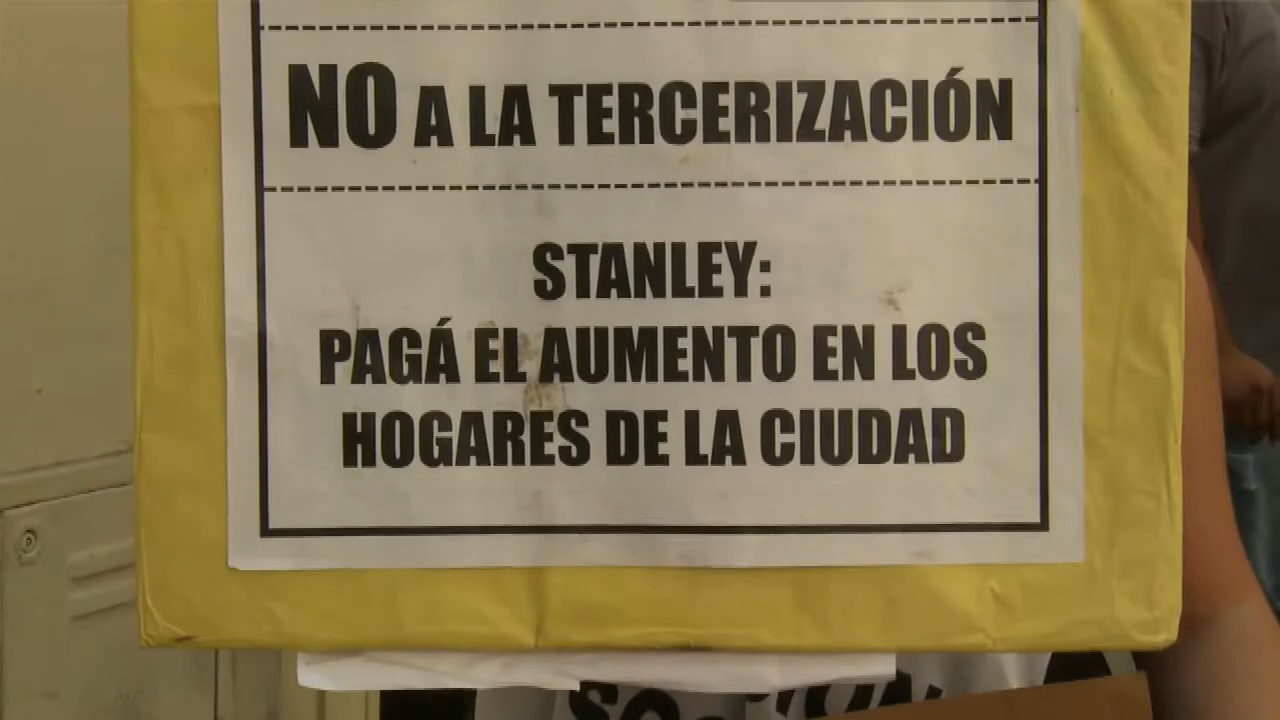 NO A LA TERCERIZACIÓN
STANLEY:
PAGÁ EL AUMENTO EN LOS
HOGARES DE LA CIUDAD